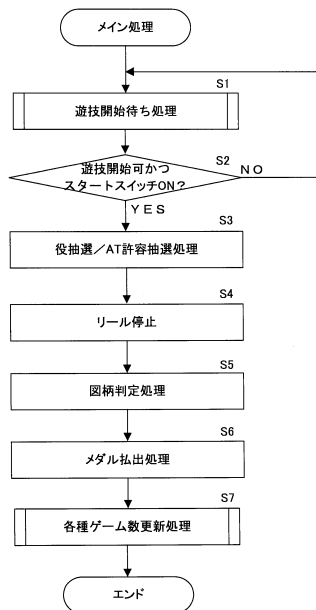 メイン処理
S1
遊技開始待ち処理
S2
遊技開始可かつ
スタートスイッチON?
NO
YES
S3
役抽選／AT許容抽選処理
S4
リール停止
S5
図柄判定処理
S6
メダル払出処理
S7
各種ゲーム数更新処理
エンド